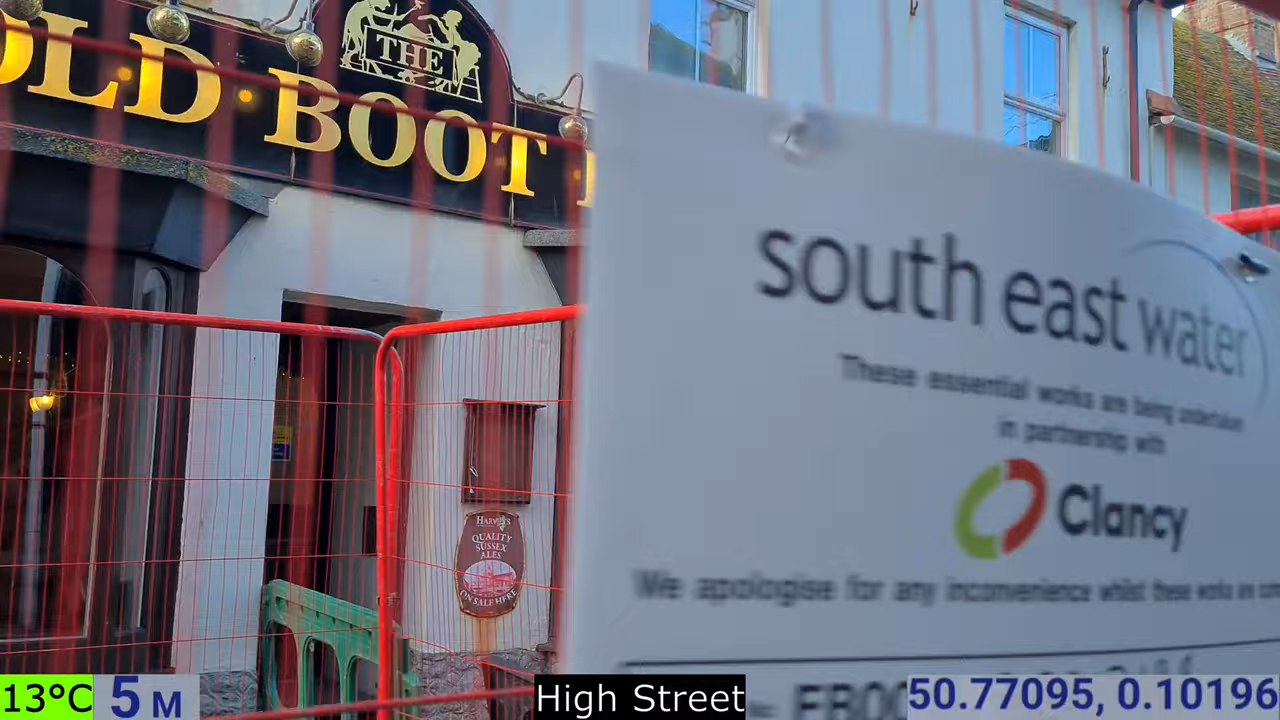 THE
OLD BOOT
HARVEYS
QUALITY
SUSSEX
ALES
ON SALE HERE
south east water
These essential works are being undertaken
in partnership with
Clancy
We apologise for any inconvenience whilst these works are
13°C
5 M
High Street
50.77095, 0.10196